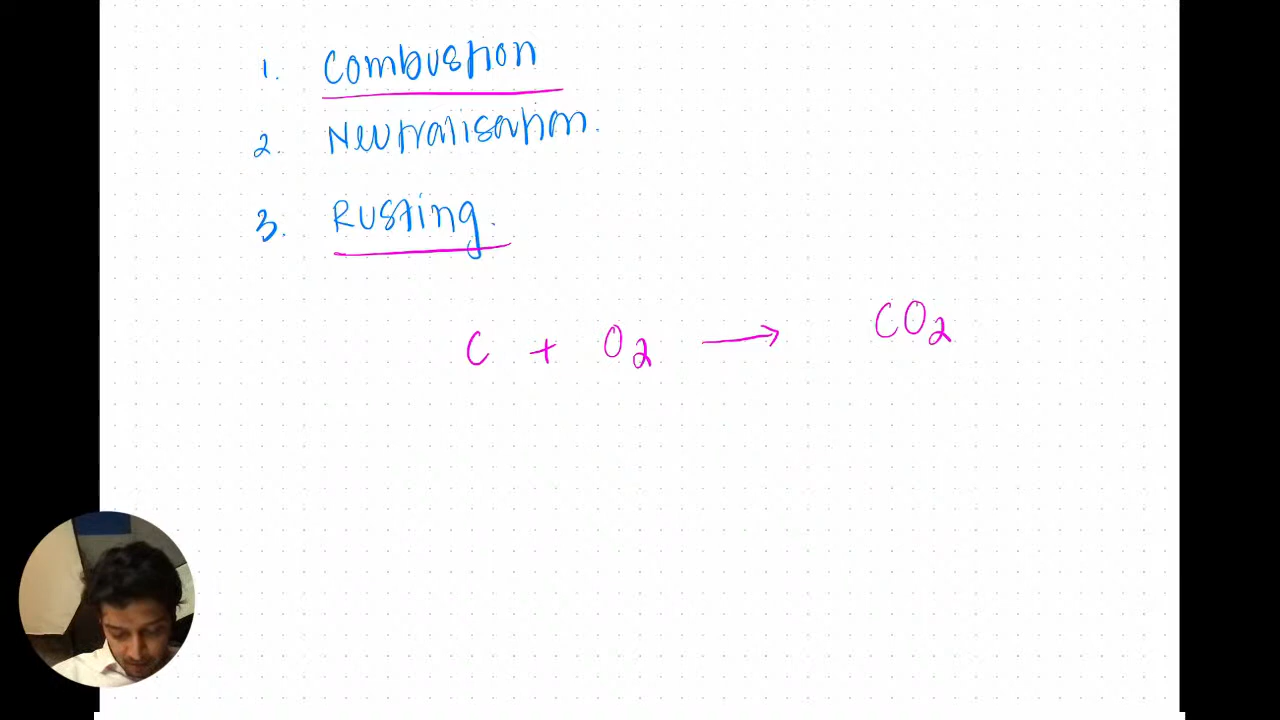 1. Combustion
2. Neutralisation.
3. Rusting.
C + O₂ → CO₂